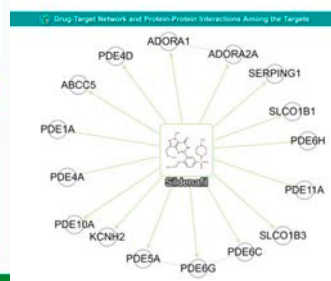 Drug-Target Network and Protein-Protein Interactions Among the Targets
ADORA1
PDE4D
ADORA2A
ABCC5
SERPING1
SLCO1B1
PDE1A
PDE6H
PDE4A
PDE11A
PDE10A
KCNH2
SLCO1B3
PDE5A
PDE6C
PDE6G
Sildenafil